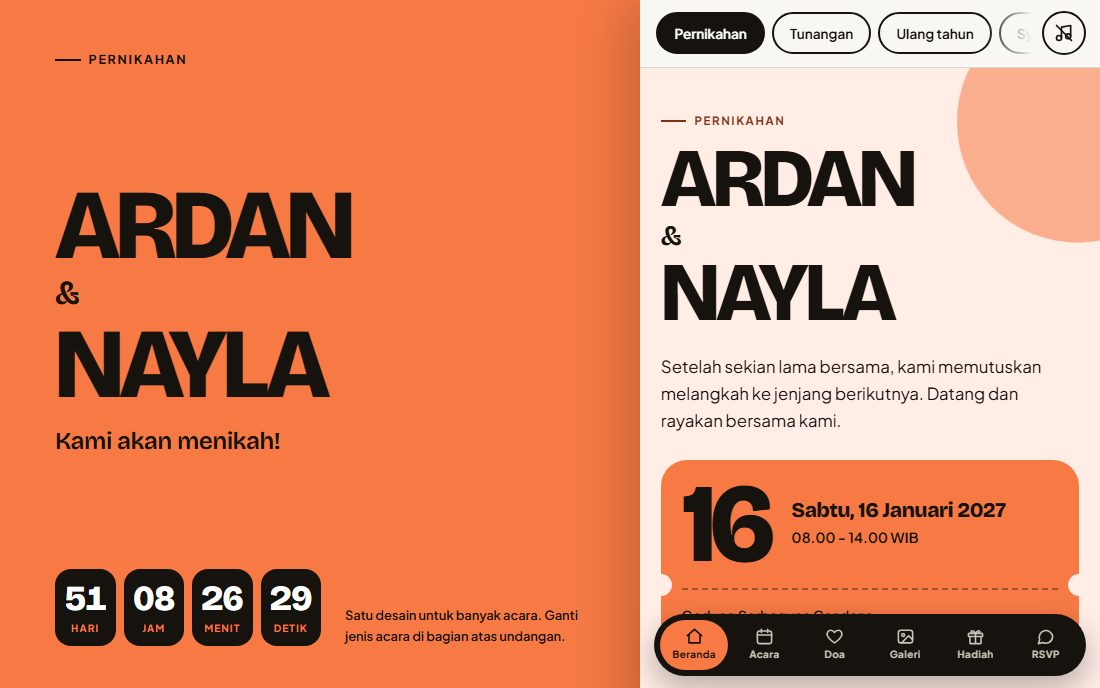 PERNIKAHAN
ARDAN
&
NAYLA
Kami akan menikah!
51 08 26 29
HARI JAM MENIT DETIK
Satu desain untuk banyak acara. Ganti
jenis acara di bagian atas undangan.
Pernikahan Tunangan Ulang tahun
PERNIKAHAN
ARDAN
&
NAYLA
Setelah sekian lama bersama, kami memutuskan
melangkah ke jenjang berikutnya. Datang dan
rayakan bersama kami.
16
Sabtu, 16 Januari 2027
08.00 – 14.00 WIB
Beranda Acara Doa Galeri Hadiah RSVP